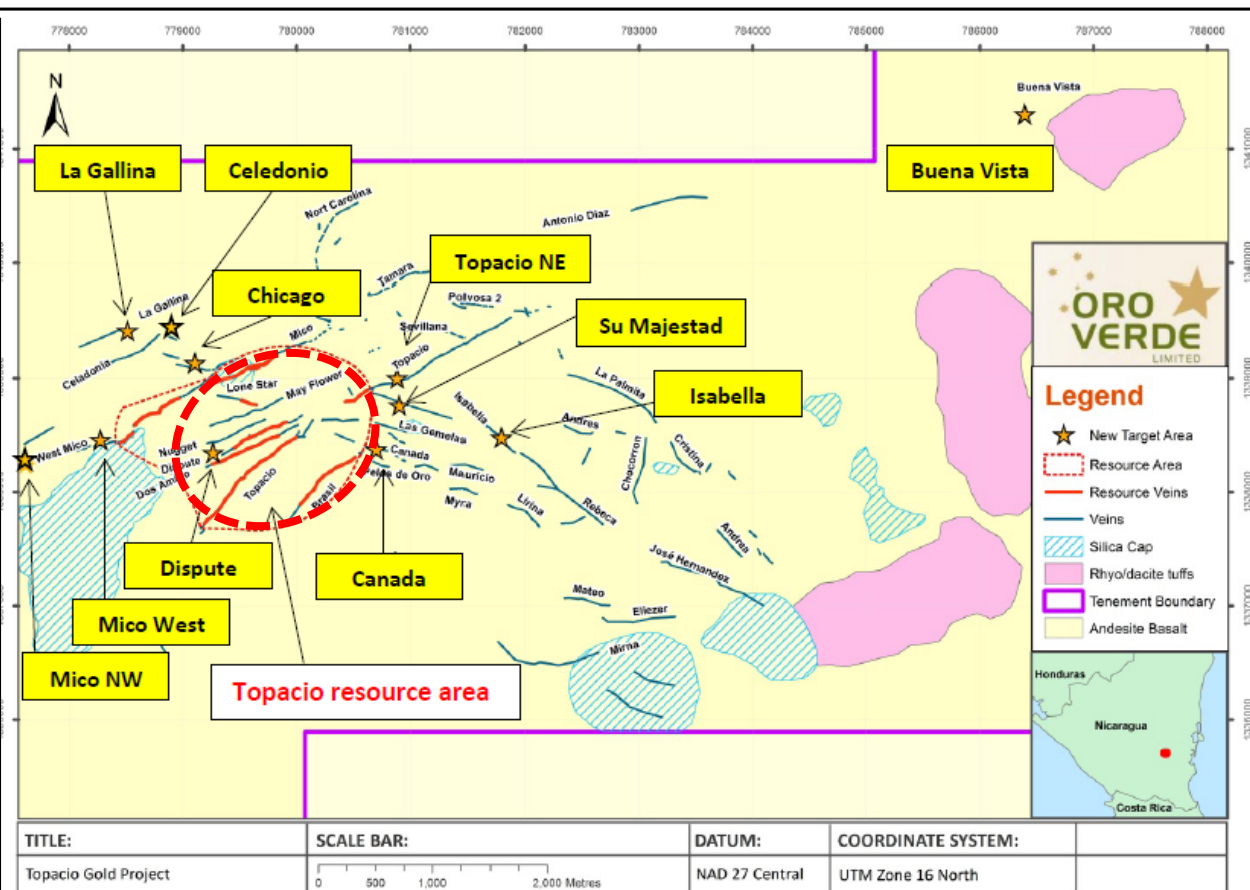 778000 779000 780000 781000 782000 783000 784000 785000 786000 787000 788000
N
Buena Vista
1341000
La Gallina
Celedonio
Buena Vista
Nort Carolina
Antonio Diaz
Topacio NE
Tamara
Chicago
La Gallina
Polvosa 2
Mico
Sevillana
Su Majestad
ORO
VERDE
LIMITED
Celadonia
Topacio
Lone Star
May Flower
La Palmita
Isabella
Isabella
Legend
New Target Area
Resource Area
Resource Veins
Veins
Silica Cap
Rhyo/dacite tuffs
Tenement Boundary
Andesite Basalt
West Mico
Nugget
Dispute
Las Gemelas
Andres
Canada
Cristina
Chocorron
Topacio
Brasil
de Oro
Mauricio
Myra
Lirina
Rebeca
Andrea
José Hernandez
Dispute
Canada
Mateo
Eliezer
Mico West
Mirna
1337000
Mico NW
Topacio resource area
Honduras
Nicaragua
Costa Rica
TITLE: SCALE BAR: DATUM: COORDINATE SYSTEM:
Topacio Gold Project 0 500 1,000 2,000 Metres NAD 27 Central UTM Zone 16 North